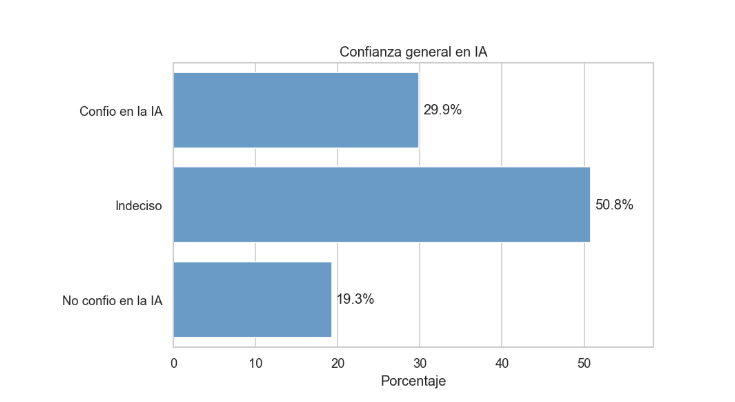 Confianza general en IA
Confio en la IA
29.9%
Indeciso
50.8%
No confio en la IA
19.3%
0 10 20 30 40 50
Porcentaje